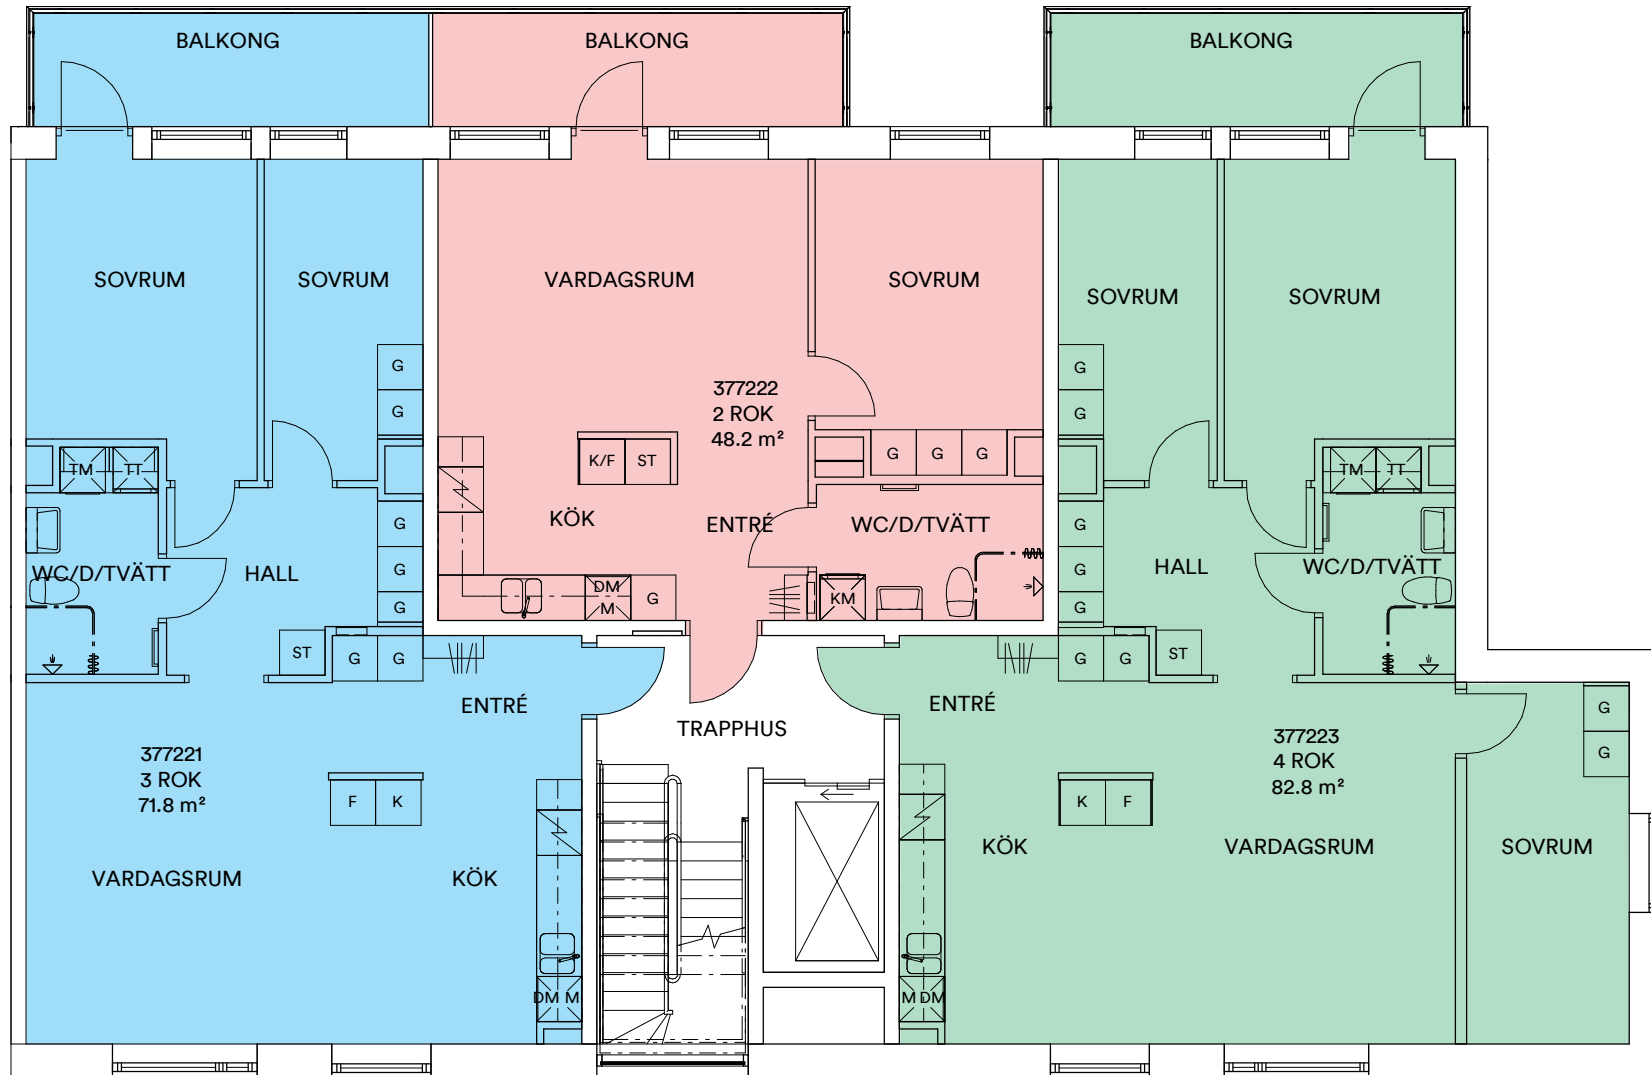 BALKONG
BALKONG
BALKONG
SOVRUM
SOVRUM
VARDAGSRUM
SOVRUM
SOVRUM
SOVRUM
G
G
G
G
377222
2 ROK
48.2 m²
K/F
ST
G
G
G
TM
TT
TM
TT
G
G
KÖK
ENTRÉ
WC/D/TVÄTT
WC/D/TVÄTT
HALL
G
G
HALL
WC/D/TVÄTT
G
G
DM
M
G
KM
ST
G
G
G
G
ST
ENTRÉ
ENTRÉ
TRAPPHUS
G
G
377221
3 ROK
71.8 m²
377223
4 ROK
82.8 m²
F
K
K
F
VARDAGSRUM
KÖK
KÖK
VARDAGSRUM
SOVRUM
DM M
M DM